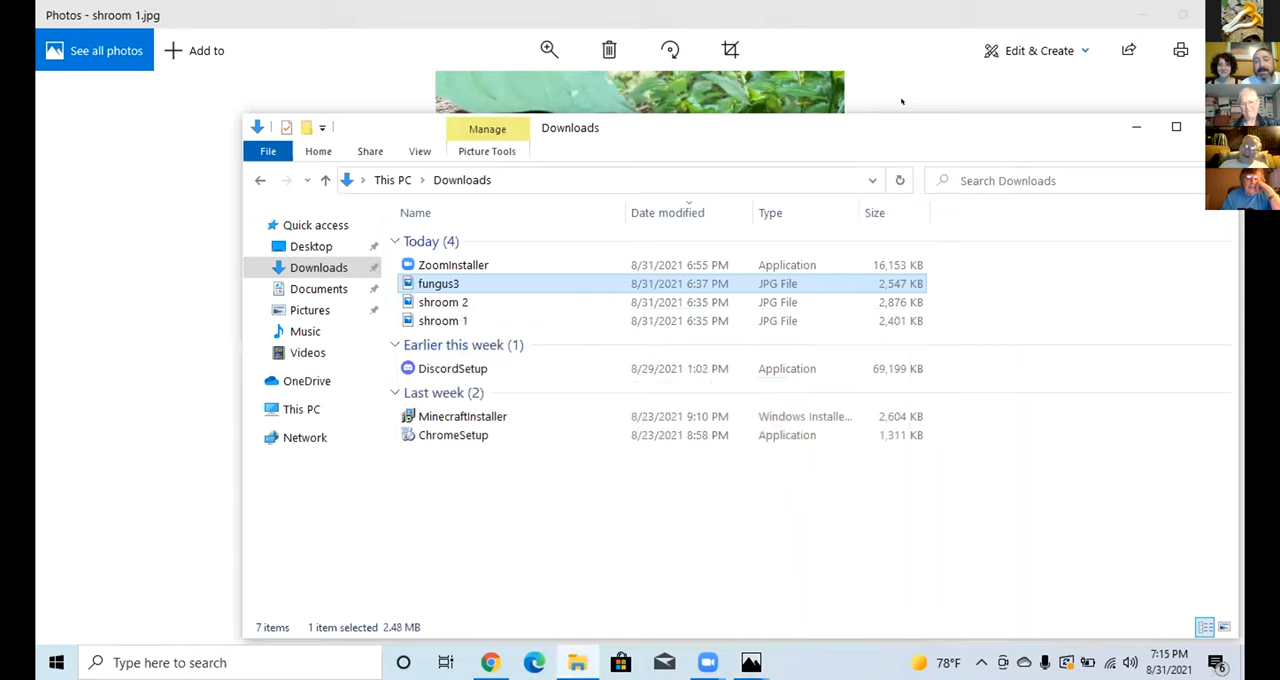 Photos - shroom 1.jpg
See all photos
Add to
Edit & Create
Manage
Downloads
File
Home
Share
View
Picture Tools
This PC
Downloads
Search Downloads
Name
Date modified
Type
Size
Quick access
Desktop
Downloads
Documents
Pictures
Music
Videos
OneDrive
This PC
Network
Today (4)
ZoomInstaller 8/31/2021 6:55 PM Application 16,153 KB
fungus3 8/31/2021 6:37 PM JPG File 2,547 KB
shroom 2 8/31/2021 6:35 PM JPG File 2,876 KB
shroom 1 8/31/2021 6:35 PM JPG File 2,401 KB
Earlier this week (1)
DiscordSetup 8/29/2021 1:02 PM Application 69,199 KB
Last week (2)
MinecraftInstaller 8/23/2021 9:10 PM Windows Installe... 2,604 KB
ChromeSetup 8/23/2021 8:58 PM Application 1,311 KB
7 items 1 item selected 2.48 MB
Type here to search
78°F
7:15 PM
8/31/2021
6